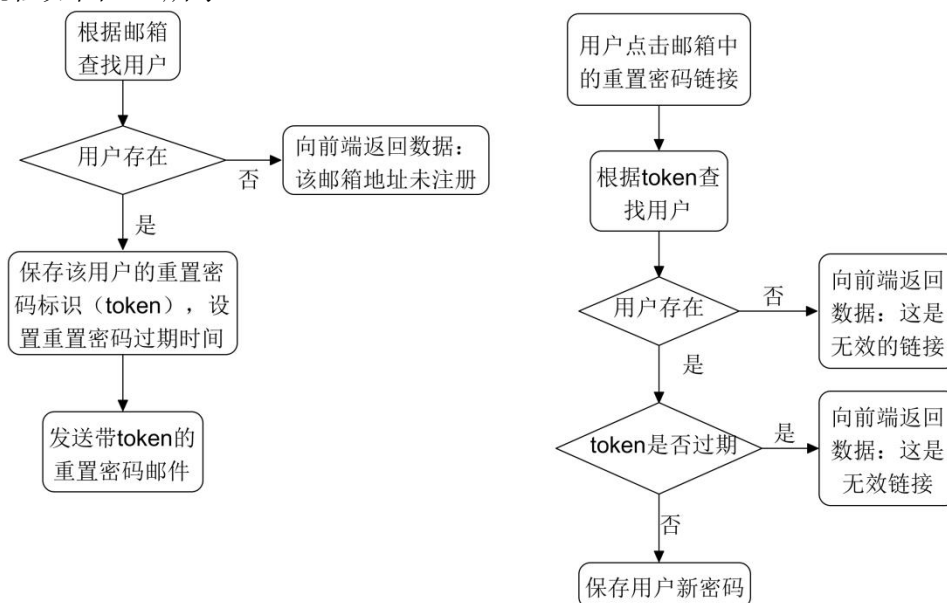 根据邮箱
查找用户
用户存在
否
向前端返回数据：
该邮箱地址未注册
是
保存该用户的重置密
码标识（token），设
置重置密码过期时间
发送带token的
重置密码邮件
用户点击邮箱中
的重置密码链接
根据token查
找用户
用户存在
否
向前端返回
数据：这是
无效的链接
是
token是否过期
是
向前端返回
数据：这是
无效链接
否
保存用户新密码